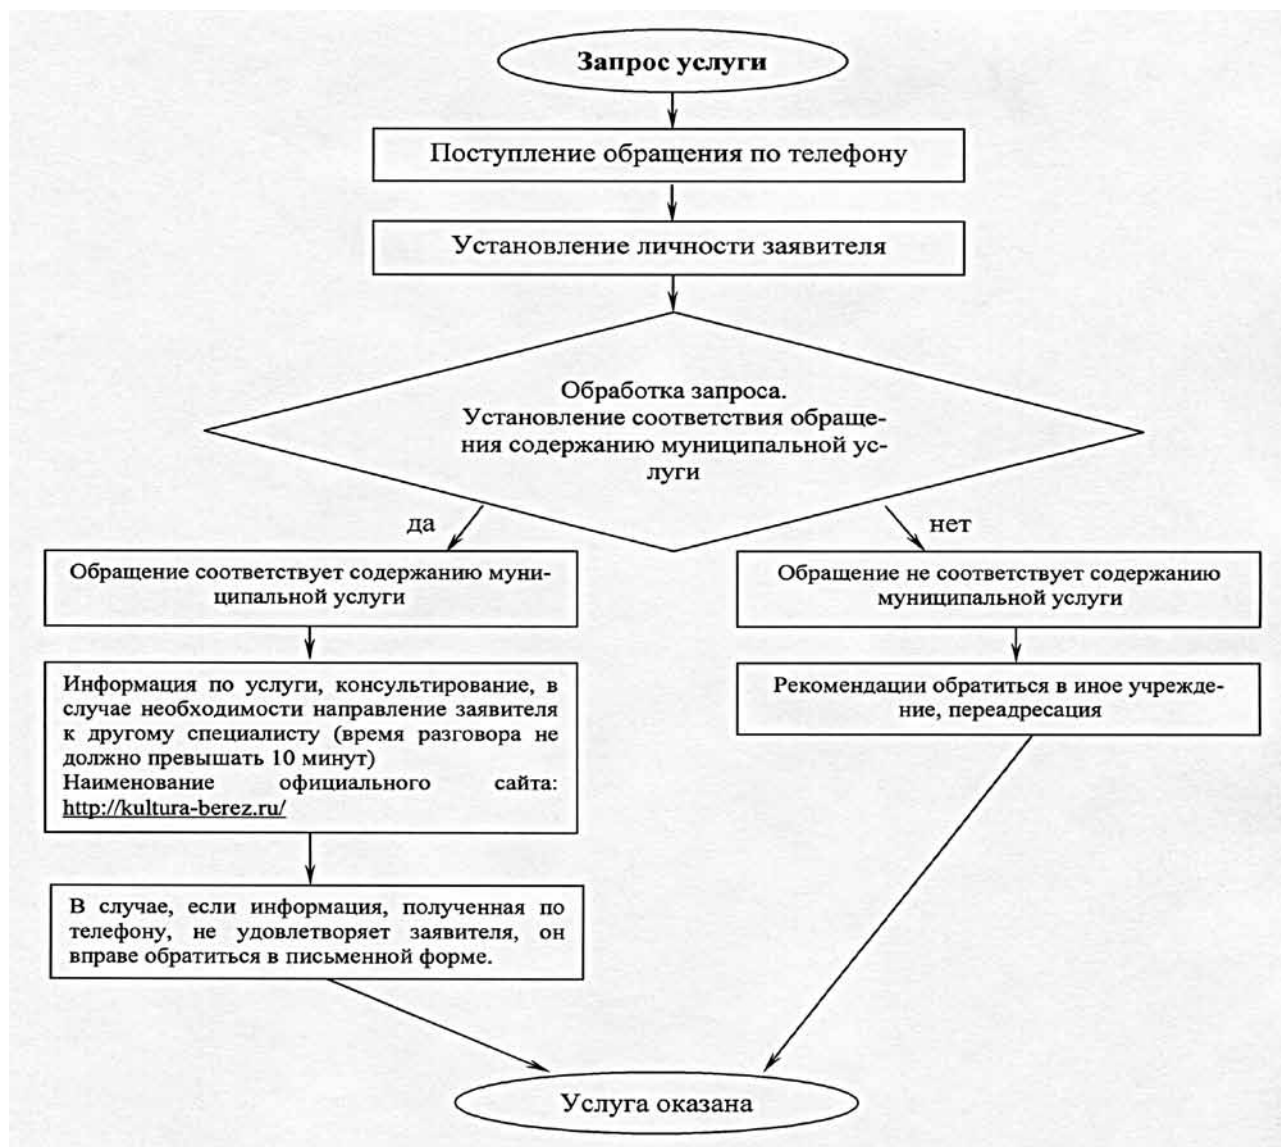 Запрос услуги
Поступление обращения по телефону
Установление личности заявителя
Обработка запроса.
Установление соответствия обраще-
ния содержанию муниципальной ус-
луги
да
нет
Обращение соответствует содержанию муни-
ципальной услуги
Обращение не соответствует содержанию
муниципальной услуги
Информация по услуги, консультирование, в
случае необходимости направление заявителя
к другому специалисту (время разговора не
должно превышать 10 минут)
Наименование официального сайта:
http://kultura-berez.ru/
Рекомендации обратиться в иное учрежде-
ние, переадресация
В случае, если информация, полученная по
телефону, не удовлетворяет заявителя, он
вправе обратиться в письменной форме.
Услуга оказана